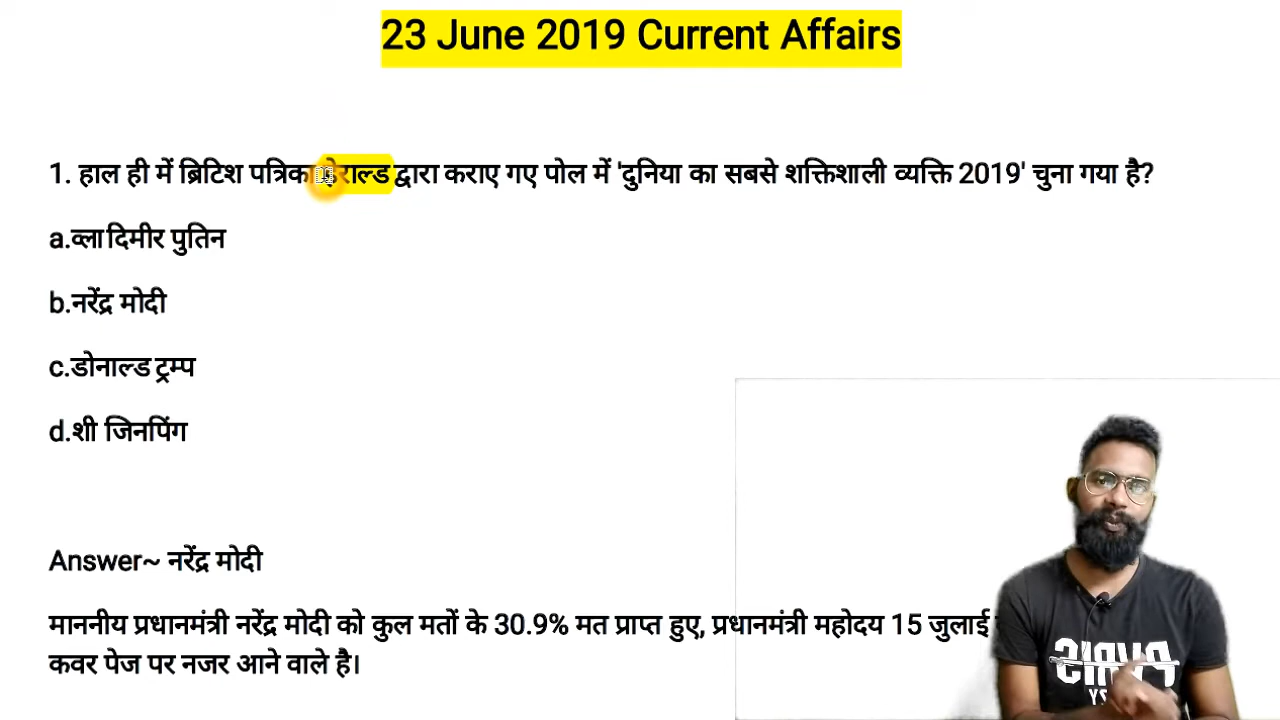 23 June 2019 Current Affairs
1. हाल ही में ब्रिटिश पत्रिका हेराल्ड द्वारा कराए गए पोल में 'दुनिया का सबसे शक्तिशाली व्यक्ति 2019' चुना गया है?
a.व्लादिमीर पुतिन
b.नरेंद्र मोदी
c.डोनाल्ड ट्रम्प
d.शी जिनपिंग
Answer~ नरेंद्र मोदी
माननीय प्रधानमंत्री नरेंद्र मोदी को कुल मतों के 30.9% मत प्राप्त हुए, प्रधानमंत्री महोदय 15 जुलाई
कवर पेज पर नजर आने वाले है।